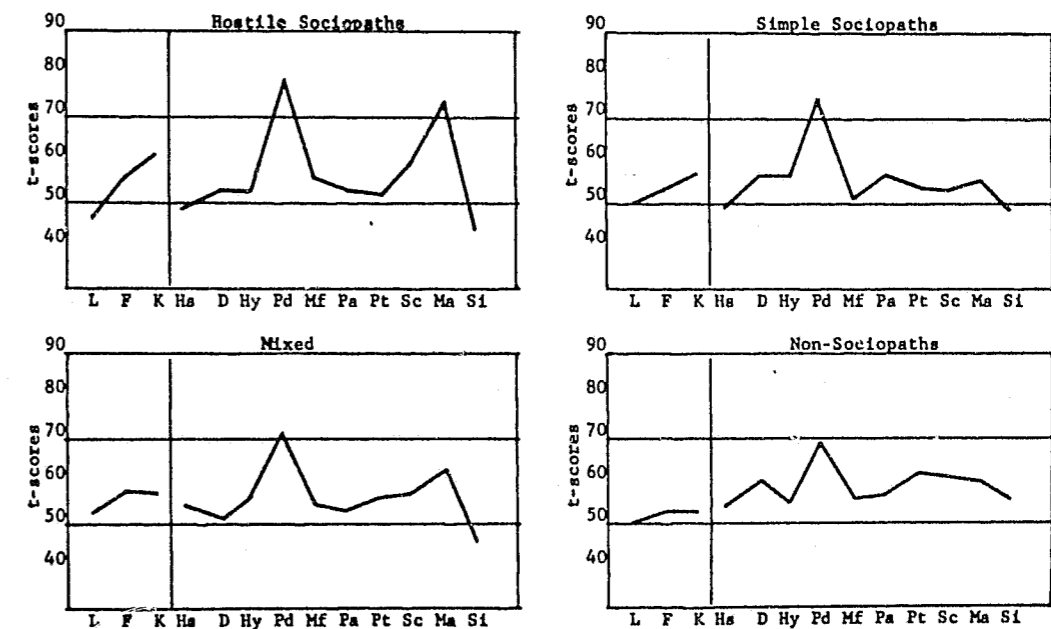 Hostile Sociopaths
90
80
70
60
50
40
t-scores
L F K Hs D Hy Pd Mf Pa Pt Sc Ma Si
Simple Sociopaths
90
80
70
60
50
40
t-scores
L F K Hs D Hy Pd Mf Pa Pt Sc Ma Si
Mixed
90
80
70
60
50
40
t-scores
L F K Hs D Hy Pd Mf Pa Pt Sc Ma Si
Non-Sociopaths
90
80
70
60
50
40
t-scores
L F K Hs D Hy Pd Mf Pa Pt Sc Ma Si